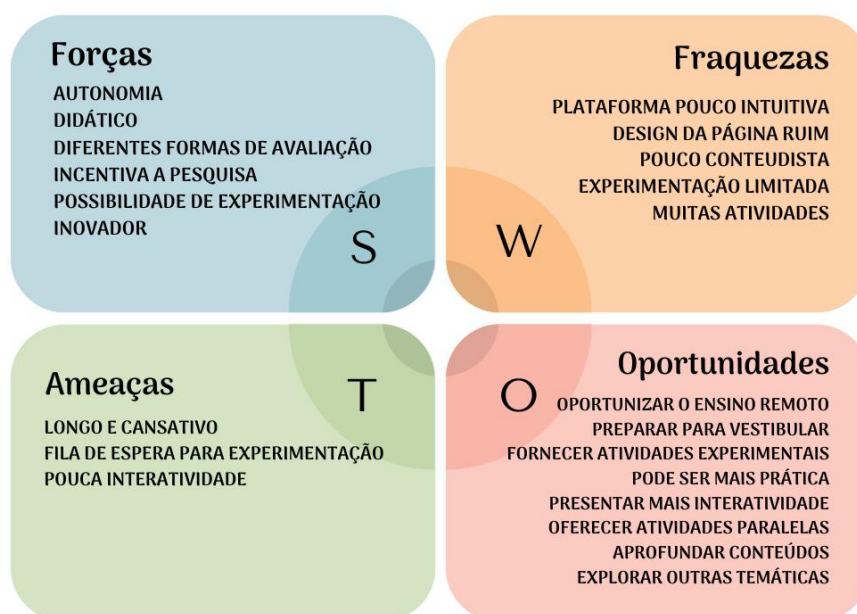 Forças
AUTONOMIA
DIDÁTICO
DIFERENTES FORMAS DE AVALIAÇÃO
INCENTIVA A PESQUISA
POSSIBILIDADE DE EXPERIMENTAÇÃO
INOVADOR
S
Fraquezas
PLATAFORMA POUCO INTUITIVA
DESIGN DA PÁGINA RUIM
POUCO CONTEUDISTA
EXPERIMENTAÇÃO LIMITADA
MUITAS ATIVIDADES
W
Ameaças
LONGO E CANSATIVO
FILA DE ESPERA PARA EXPERIMENTAÇÃO
POUCA INTERATIVIDADE
T
Oportunidades
OPORTUNIZAR O ENSINO REMOTO
PREPARAR PARA VESTIBULAR
FORNECER ATIVIDADES EXPERIMENTAIS
PODE SER MAIS PRÁTICA
PRESENTAR MAIS INTERATIVIDADE
OFERECER ATIVIDADES PARALELAS
APROFUNDAR CONTEÚDOS
EXPLORAR OUTRAS TEMÁTICAS
O